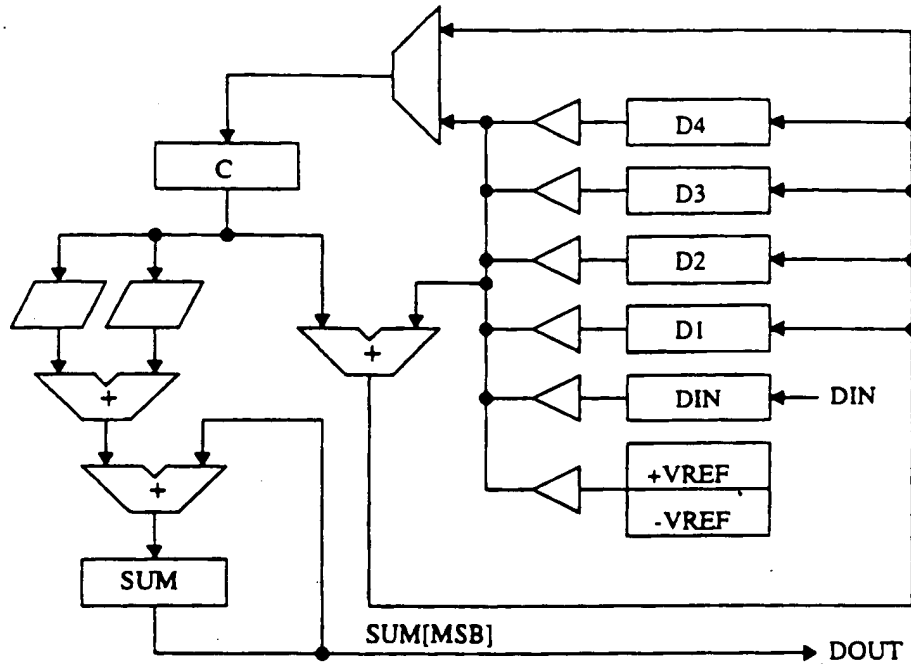 D4
C
D3
D2
D1
+
+
DIN
DIN
+
+VREF
-VREF
SUM
SUM[MSB]
DOUT